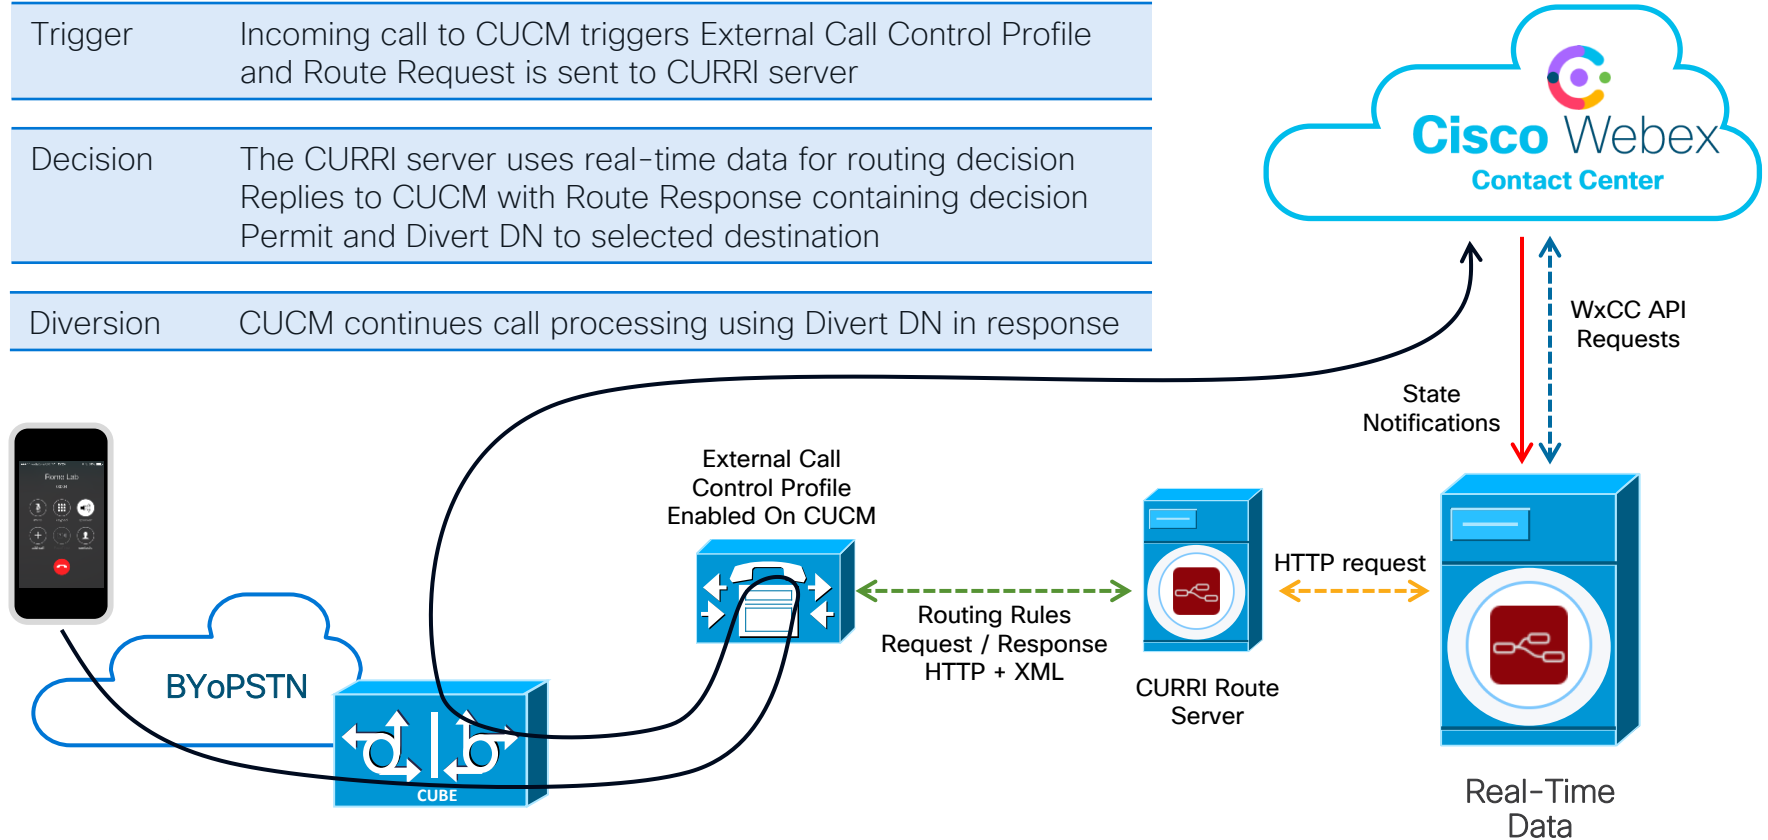 Trigger
Incoming call to CUCM triggers External Call Control Profile
and Route Request is sent to CURRI server
Decision
The CURRI server uses real-time data for routing decision
Replies to CUCM with Route Response containing decision
Permit and Divert DN to selected destination
Diversion
CUCM continues call processing using Divert DN in response
Cisco Webex
Contact Center
WxCC API
Requests
State
Notifications
External Call
Control Profile
Enabled On CUCM
Routing Rules
Request / Response
HTTP + XML
HTTP request
CURRI Route
Server
Real-Time
Data
BYoPSTN
CUBE
Home Lab